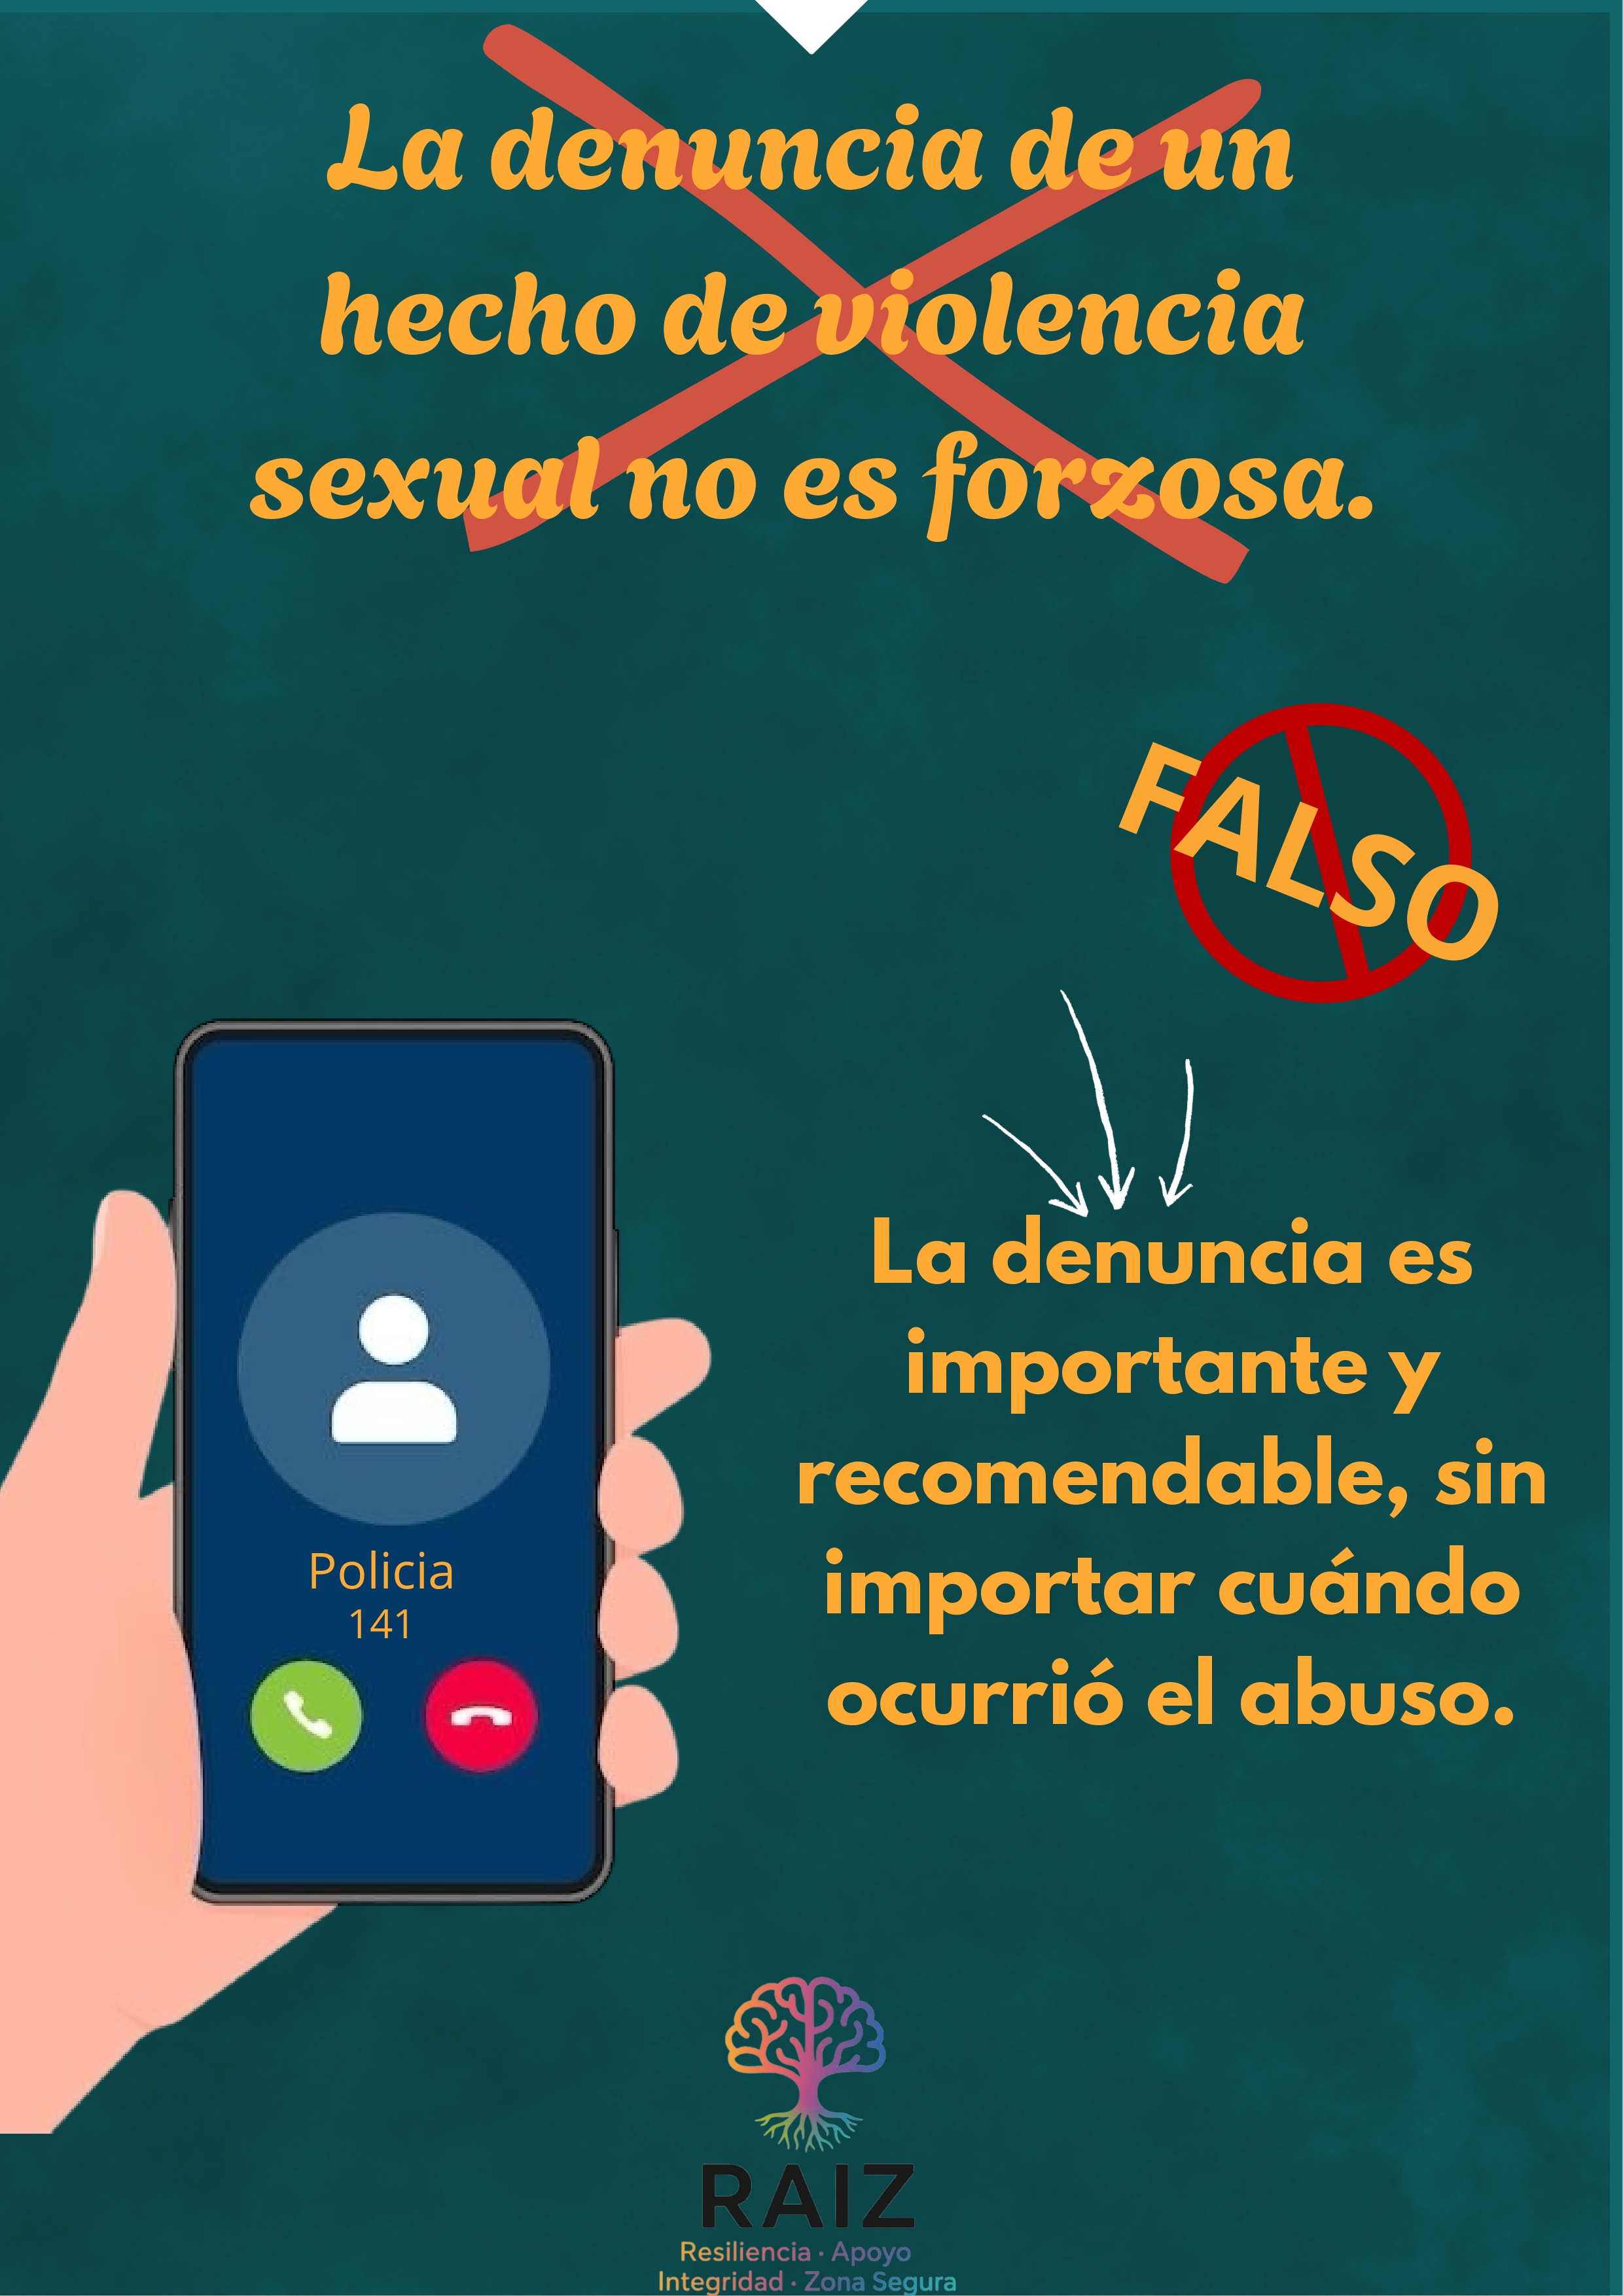 La denuncia de un
hecho de violencia
sexual no es forzosa.
FALSO
La denuncia es
importante y
recomendable, sin
importar cuándo
ocurrió el abuso.
Policia
141
RAIZ
Resiliencia · Apoyo
Integridad · Zona Segura